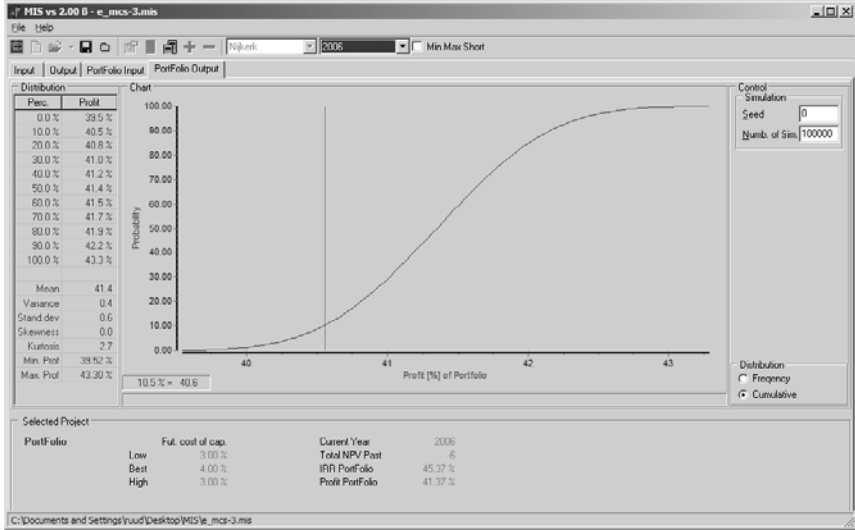 MIS vs 2.00 B - e_mcs-3.mis
File Help
Nijkerk 2006 Min Max Short
Input Output PortFolio Input PortFolio Output
Distribution
Perc. Profit
0.0 % 39.5 %
10.0 % 40.5 %
20.0 % 40.8 %
30.0 % 41.0 %
40.0 % 41.2 %
50.0 % 41.4 %
60.0 % 41.5 %
70.0 % 41.7 %
80.0 % 41.9 %
90.0 % 42.2 %
100.0 % 43.3 %
Mean 41.4
Variance 0.4
Stand.dev 0.6
Skewness 0.0
Kurtosis 2.7
Min. Prof 39.52 %
Max. Prof 43.30 %
Chart
100.00
90.00
80.00
70.00
60.00
50.00
40.00
30.00
20.00
10.00
0.00
Probability
40 41 42 43
Profit [%] of Portfolio
10.5 % = 40.6
Control
Simulation
Seed 0
Numb. of Sim. 100000
Distribution
Freqency
Cumulative
Selected Project
PortFolio Fut. cost of cap. Current Year 2006
Low 3.00 % Total NPV Past 6
Best 4.00 % IRR PortFolio 45.37 %
High 3.00 % Profit PortFolio 41.37 %
C:\Documents and Settings\ruud\Desktop\MIS\e_mcs-3.mis